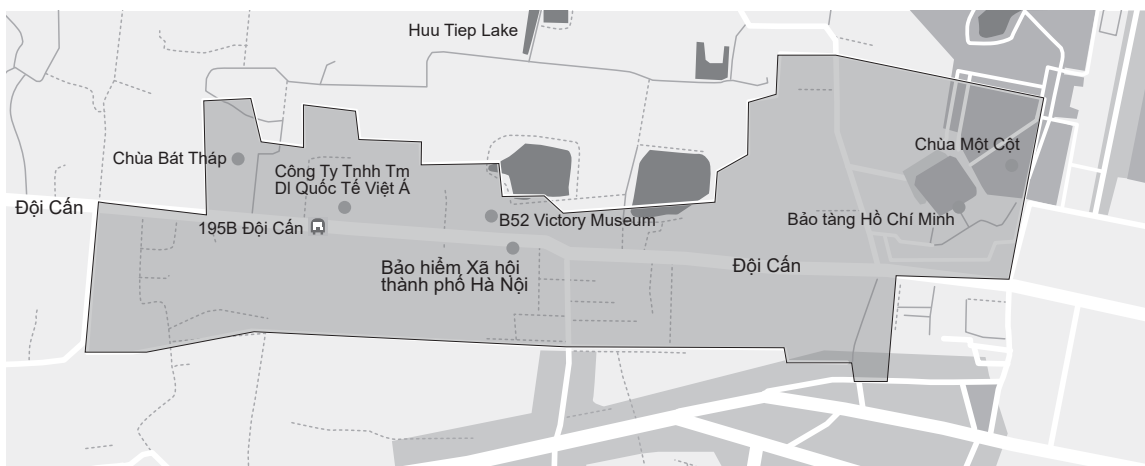 Huu Tiep Lake
Chùa Một Cột
Chùa Bát Tháp
Công Ty Tnhh Tm
Dl Quốc Tế Việt Á
Đội Cấn
195B Đội Cấn
B52 Victory Museum
Bảo tàng Hồ Chí Minh
Bảo hiểm Xã hội
thành phố Hà Nội
Đội Cấn